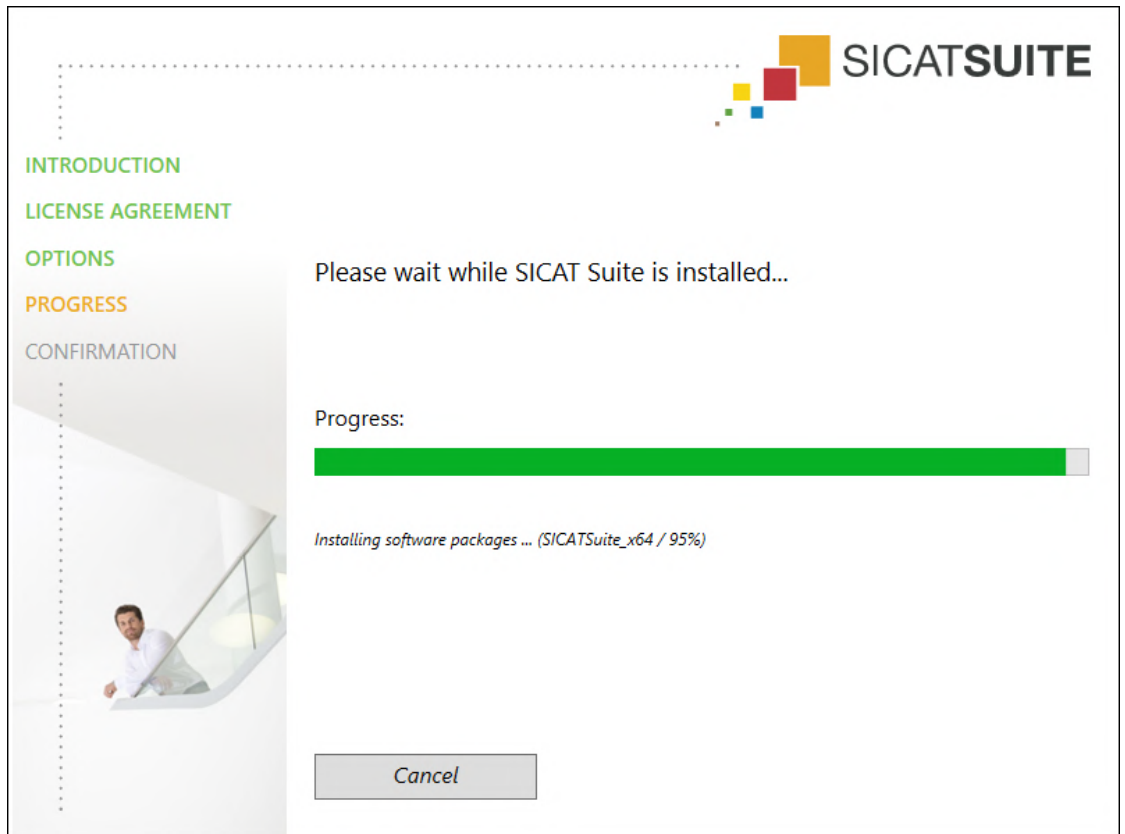 SICATSUITE
INTRODUCTION
LICENSE AGREEMENT
OPTIONS
PROGRESS
CONFIRMATION
Please wait while SICAT Suite is installed...
Progress:
Installing software packages ... (SICATSuite_x64 / 95%)
Cancel